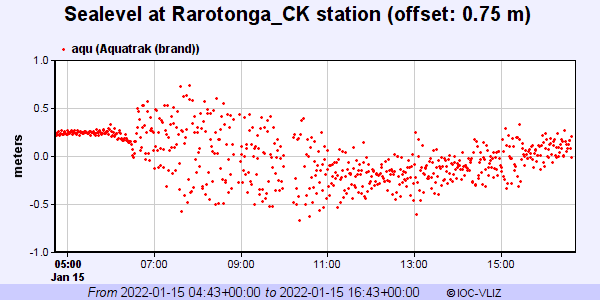 Sealevel at Rarotonga_CK station (offset: 0.75 m)
aqu (Aquatrak (brand))
meters
1.0
0.5
0.0
-0.5
-1.0
05:00 07:00 09:00 11:00 13:00 15:00
Jan 15
From 2022-01-15 04:43+00:00 to 2022-01-15 16:43+00:00 © IOC-VLIZ